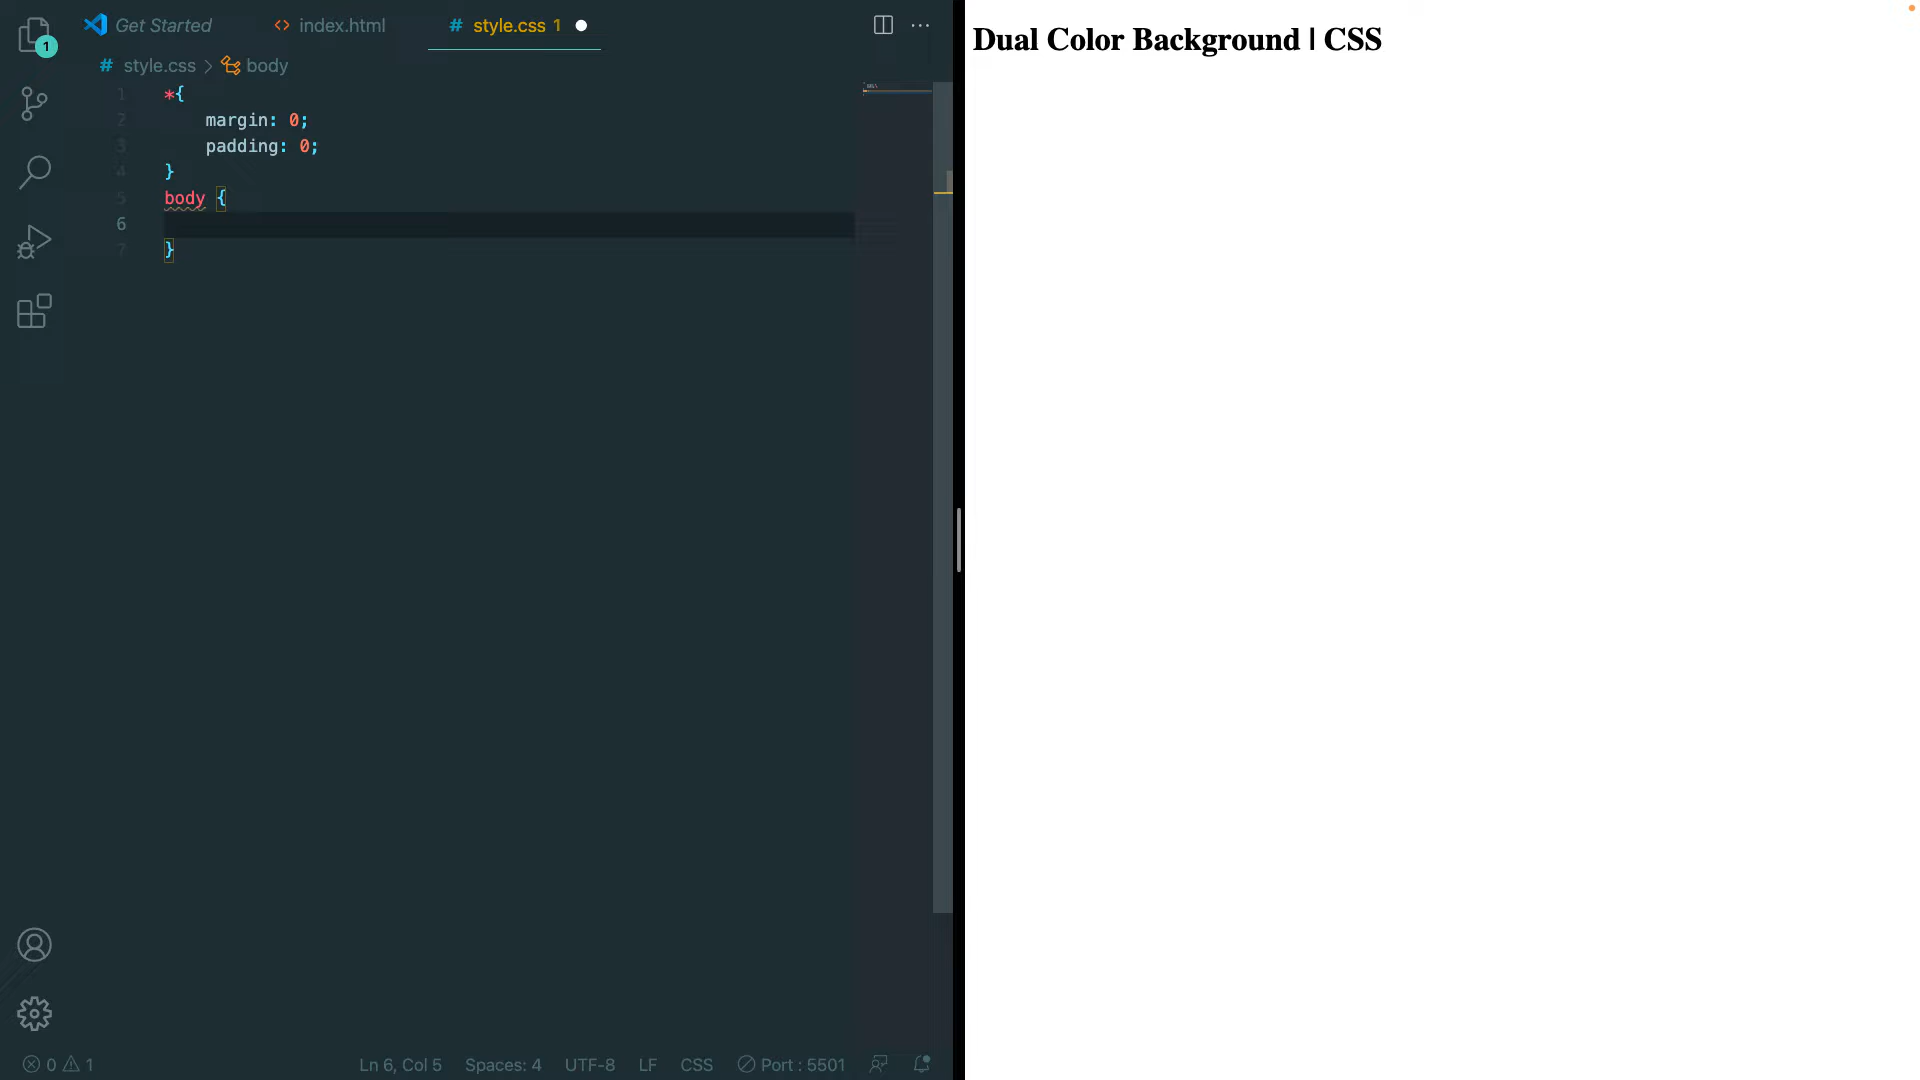 1
Get Started
<> index.html
# style.css 1
...
# style.css > body
1 *{
2 margin: 0;
3 padding: 0;
4 }
5 body {
6
7 }
0 1
Ln 6, Col 5
Spaces: 4
UTF-8
LF
CSS
Port : 5501
Dual Color Background | CSS